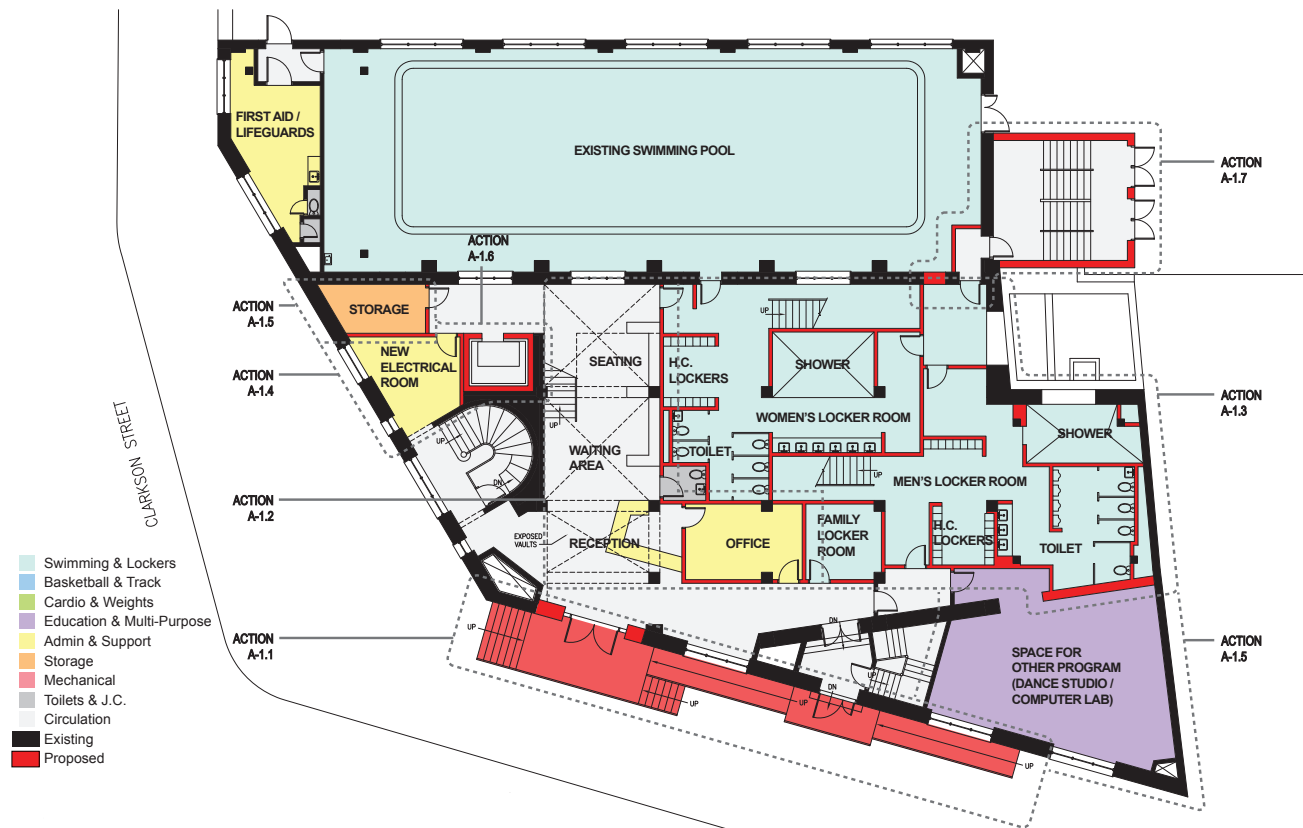 FIRST AID /
LIFEGUARDS
EXISTING SWIMMING POOL
ACTION
A-1.7
ACTION
A-1.6
ACTION
A-1.5
STORAGE
UP
NEW
ELECTRICAL
ROOM
SEATING
H.C.
LOCKERS
SHOWER
ACTION
A-1.4
ACTION
A-1.3
CLARKSON STREET
UP
UP
WOMEN'S LOCKER ROOM
SHOWER
WAITING
AREA
TOILET
DN
UP
MEN'S LOCKER ROOM
ACTION
A-1.2
EXPOSED
VAULTS
RECEPTION
OFFICE
FAMILY
LOCKER
ROOM
H.C.
LOCKERS
TOILET
Swimming & Lockers
Basketball & Track
Cardio & Weights
Education & Multi-Purpose
Admin & Support
Storage
Mechanical
Toilets & J.C.
Circulation
Existing
Proposed
ACTION
A-1.1
UP
UP
UP
DN
UP
DN
UP
UP
SPACE FOR
OTHER PROGRAM
(DANCE STUDIO /
COMPUTER LAB)
ACTION
A-1.5